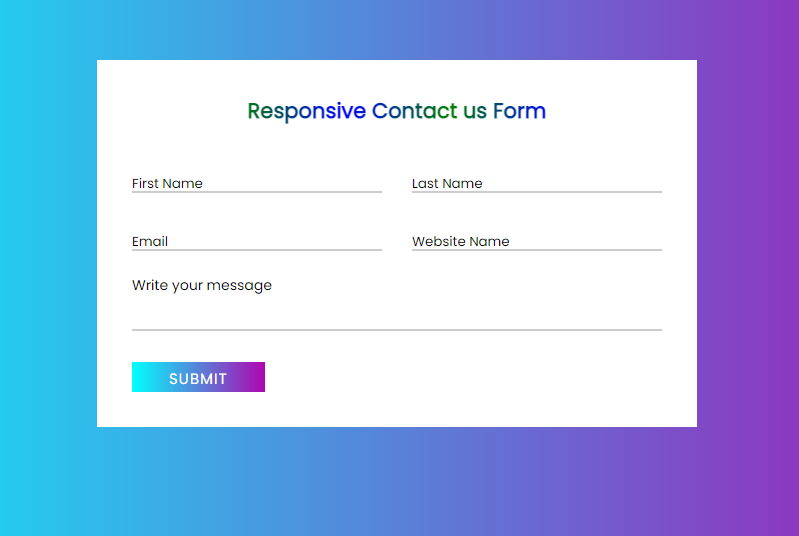 Responsive Contact us Form
First Name
Last Name
Email
Website Name
Write your message
SUBMIT